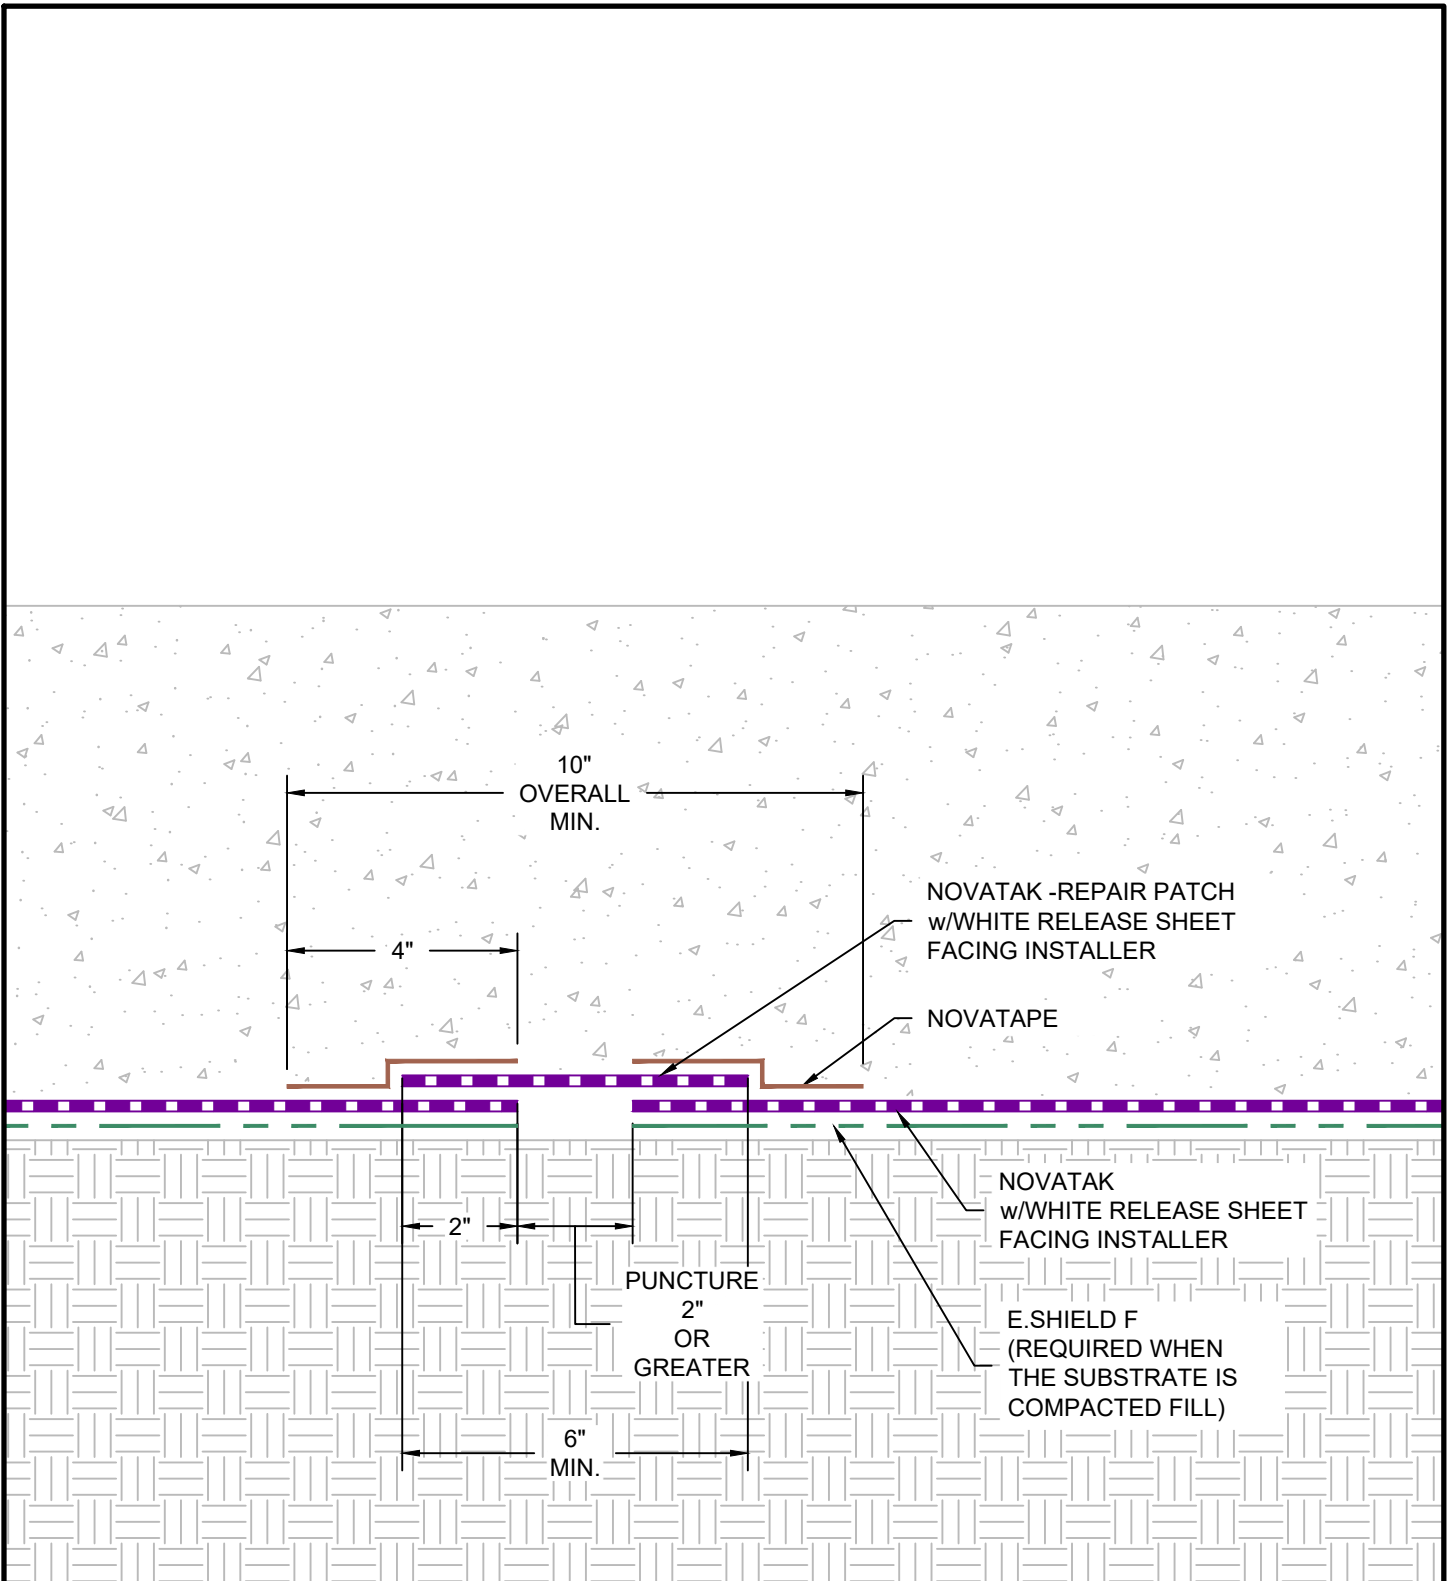 10"
OVERALL
MIN.
NOVATAK -REPAIR PATCH
w/WHITE RELEASE SHEET
FACING INSTALLER
4"
NOVATAPE
NOVATAK
w/WHITE RELEASE SHEET
FACING INSTALLER
2"
PUNCTURE
2"
OR
GREATER
E.SHIELD F
(REQUIRED WHEN
THE SUBSTRATE IS
COMPACTED FILL)
6"
MIN.